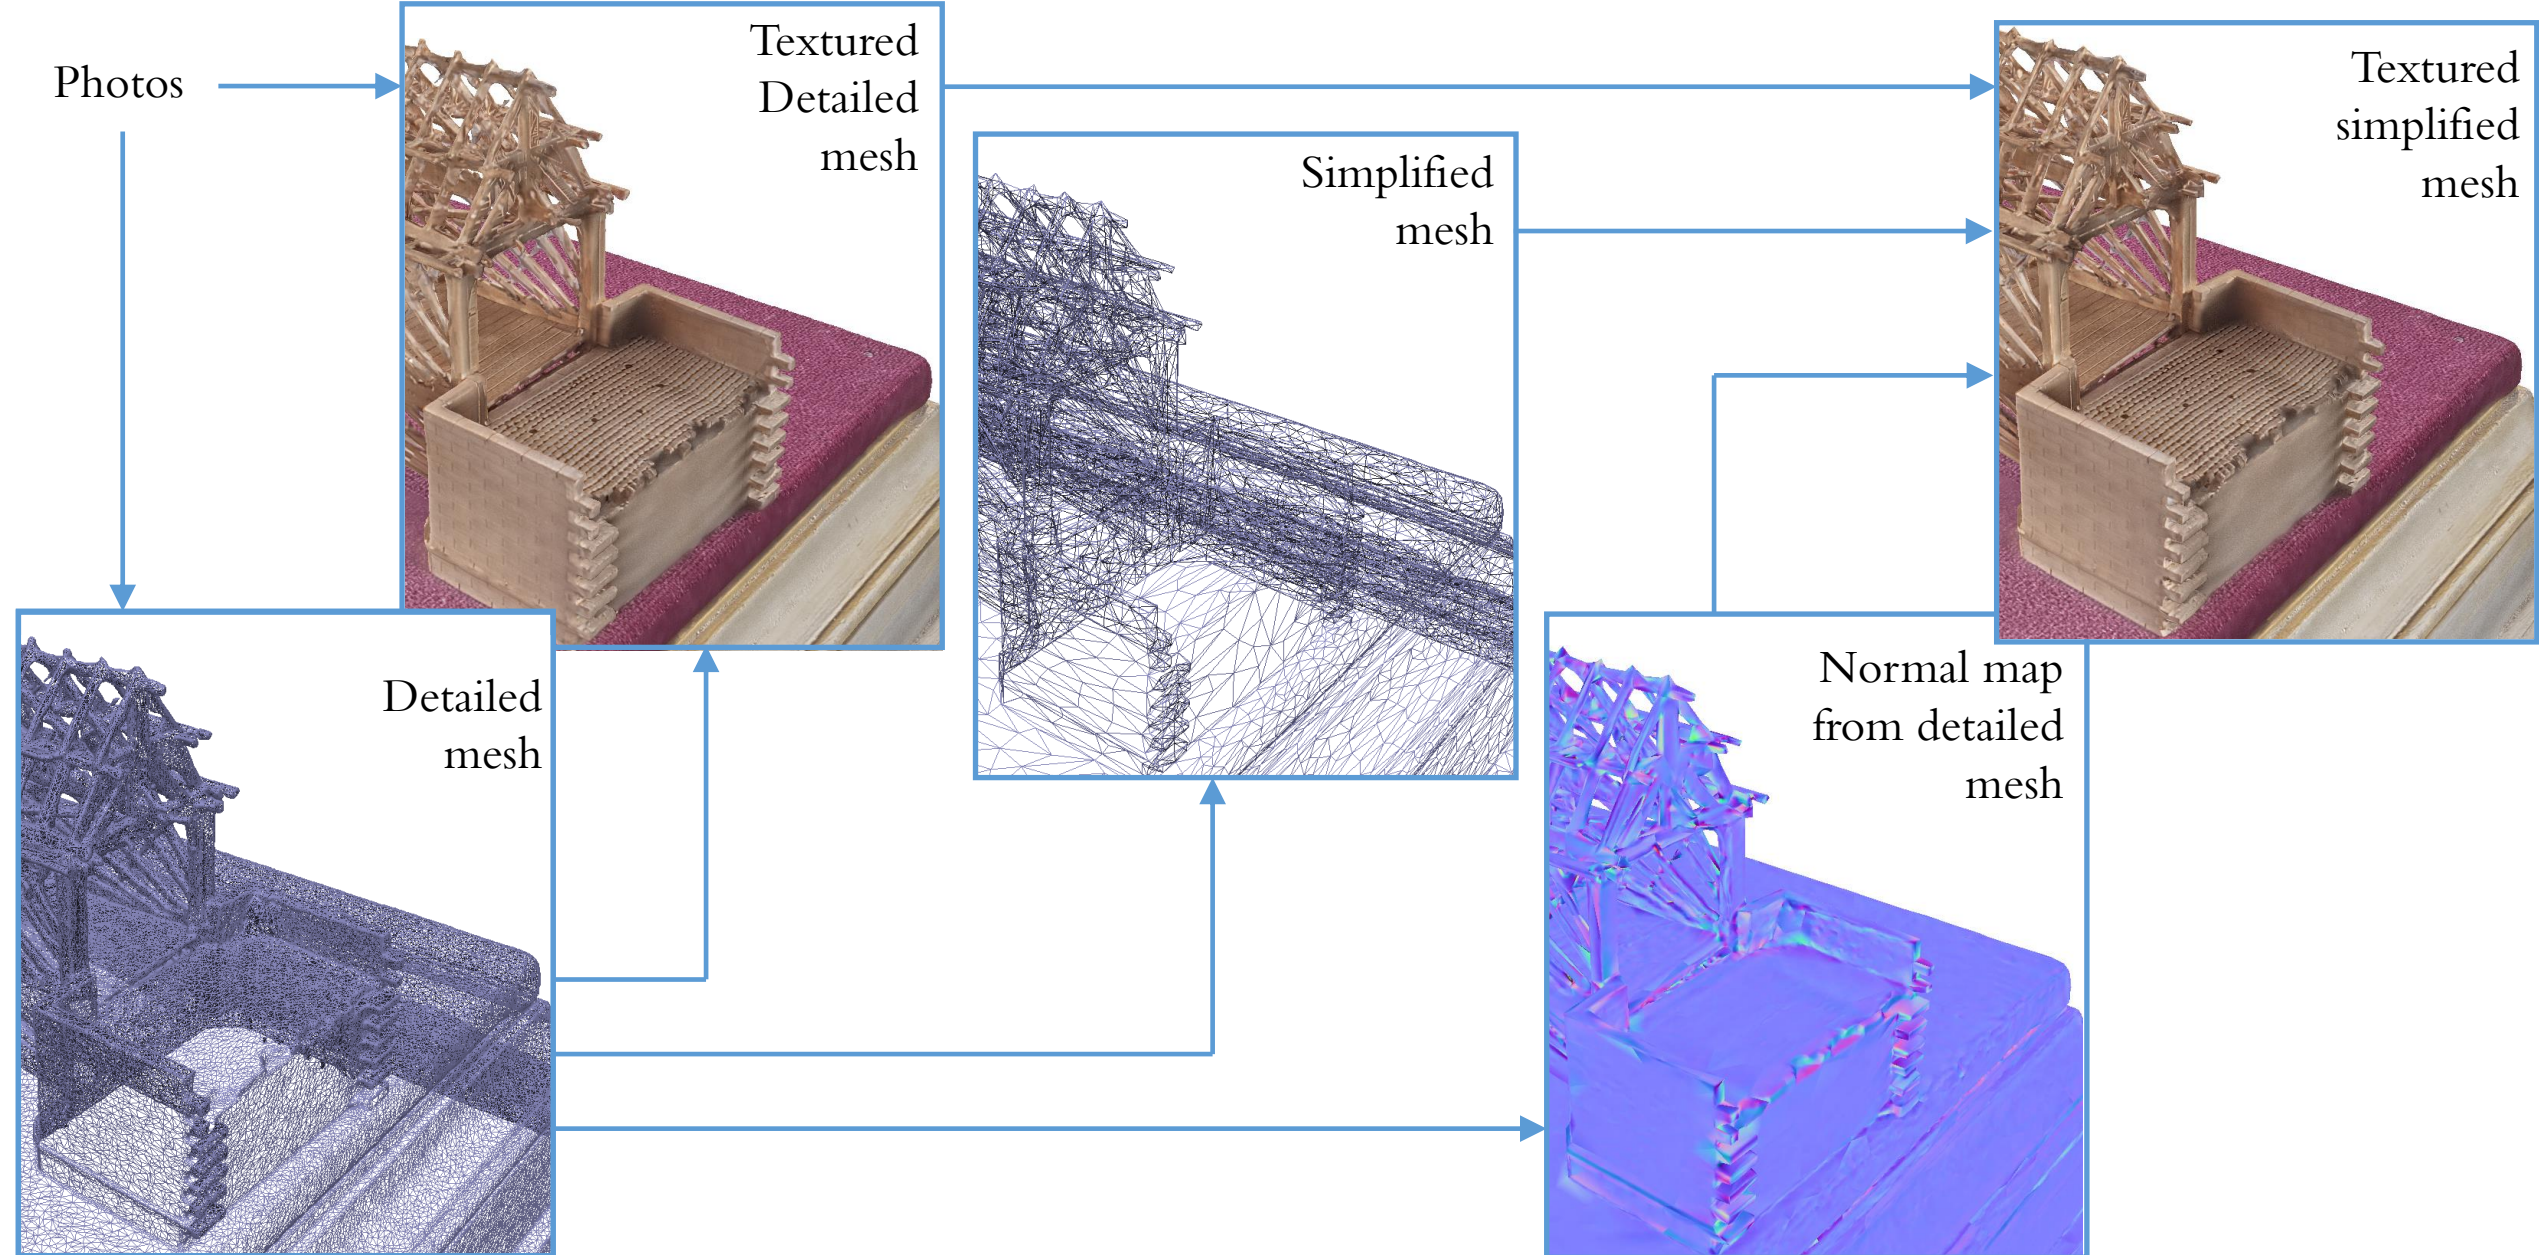 Photos
Textured
Detailed
mesh
Simplified
mesh
Textured
simplified
mesh
Detailed
mesh
Normal map
from detailed
mesh